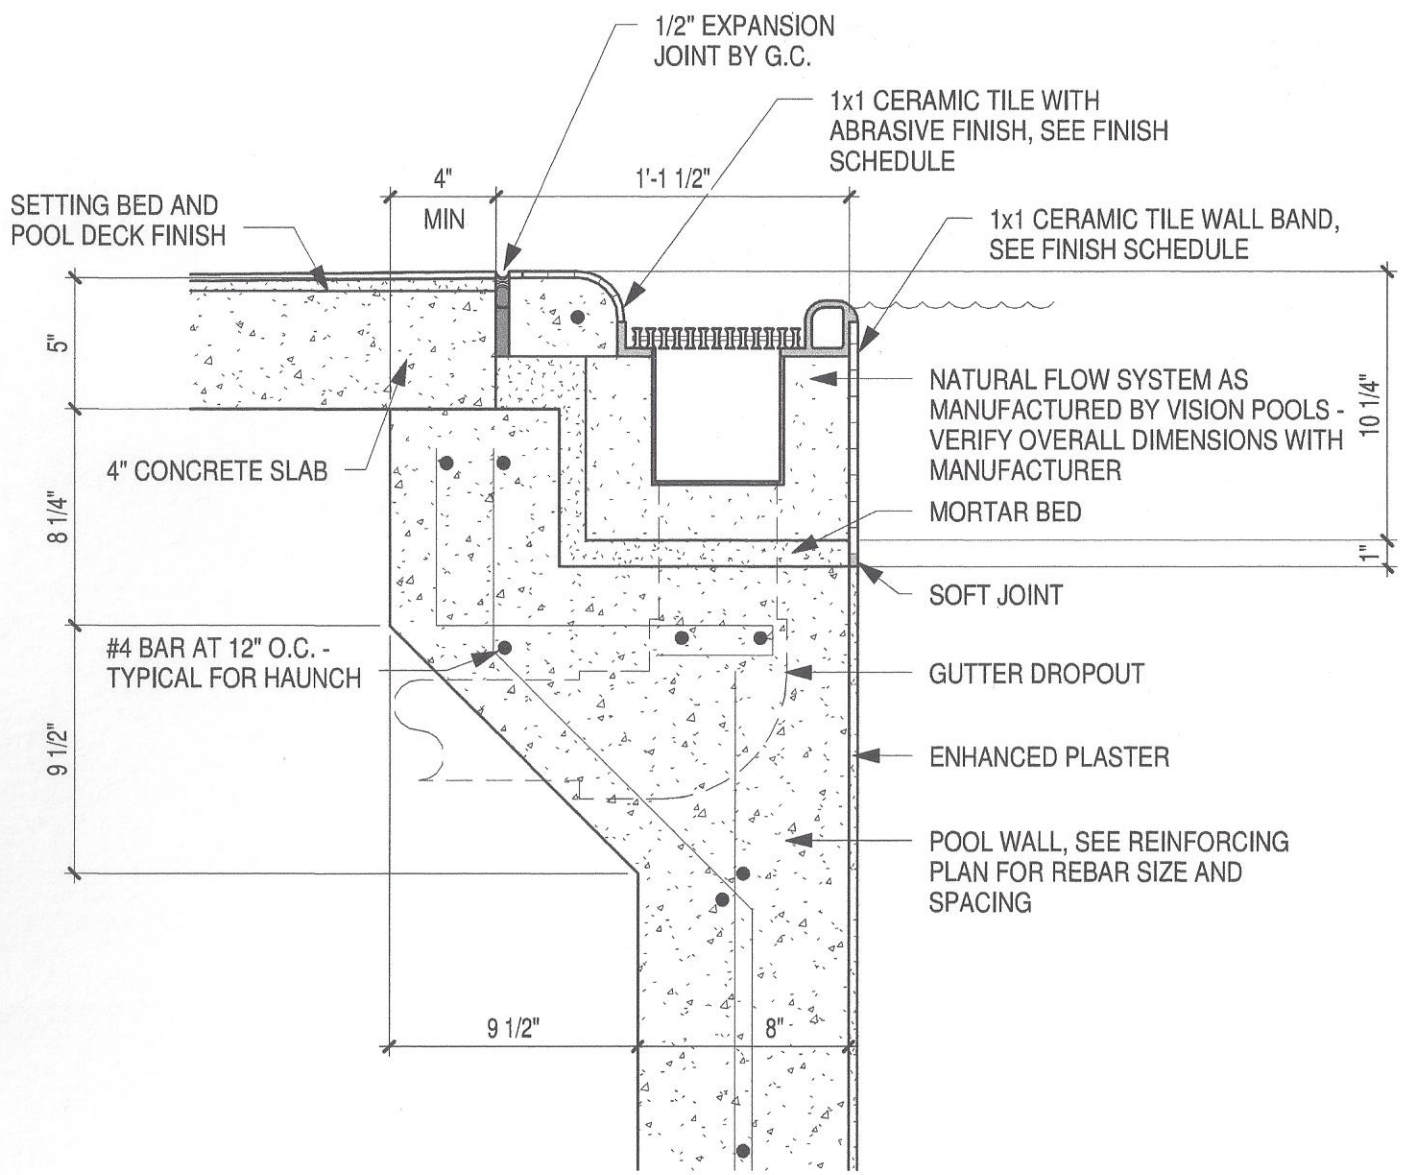 1/2" EXPANSION
JOINT BY G.C.
1x1 CERAMIC TILE WITH
ABRASIVE FINISH, SEE FINISH
SCHEDULE
4"
MIN
1'-1 1/2"
SETTING BED AND
POOL DECK FINISH
1x1 CERAMIC TILE WALL BAND,
SEE FINISH SCHEDULE
5"
NATURAL FLOW SYSTEM AS
MANUFACTURED BY VISION POOLS -
VERIFY OVERALL DIMENSIONS WITH
MANUFACTURER
10 1/4"
4" CONCRETE SLAB
8 1/4"
MORTAR BED
1"
SOFT JOINT
#4 BAR AT 12" O.C. -
TYPICAL FOR HAUNCH
GUTTER DROPOUT
9 1/2"
ENHANCED PLASTER
POOL WALL, SEE REINFORCING
PLAN FOR REBAR SIZE AND
SPACING
9 1/2"
8"